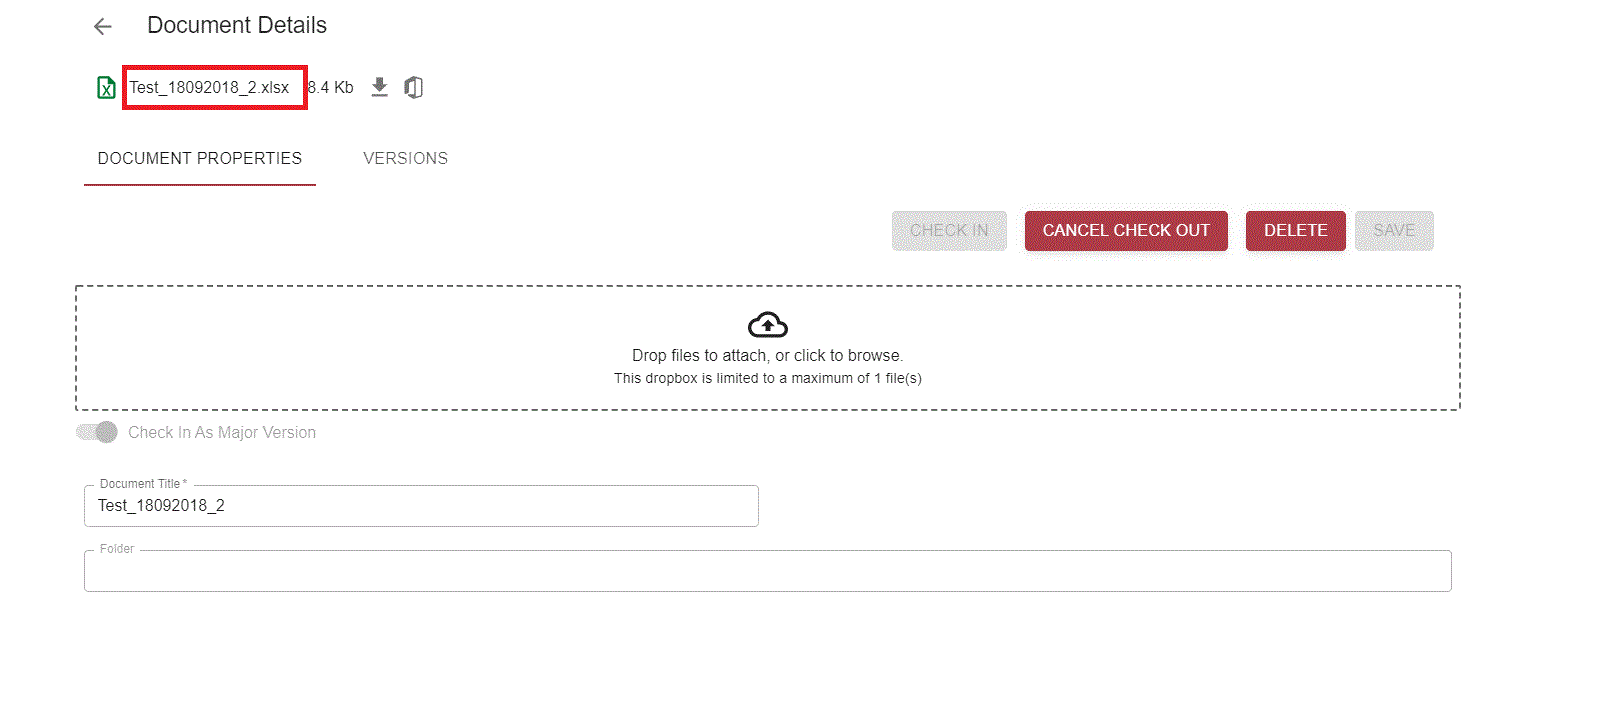 Document Details
Test_18092018_2.xlsx 8.4 Kb
DOCUMENT PROPERTIES VERSIONS
CHECK IN CANCEL CHECK OUT DELETE SAVE
Drop files to attach, or click to browse.
This dropbox is limited to a maximum of 1 file(s)
Check In As Major Version
Document Title *
Test_18092018_2
Folder